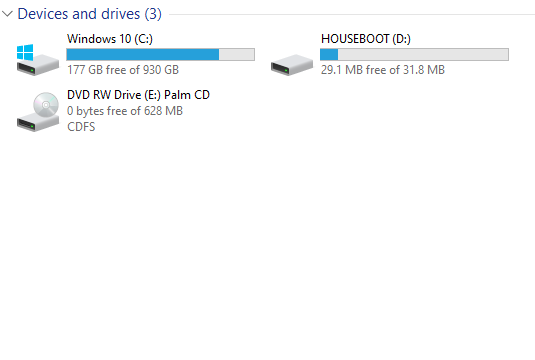 Devices and drives (3)
Windows 10 (C:)
177 GB free of 930 GB
HOUSEBOOT (D:)
29.1 MB free of 31.8 MB
DVD RW Drive (E:) Palm CD
0 bytes free of 628 MB
CDFS